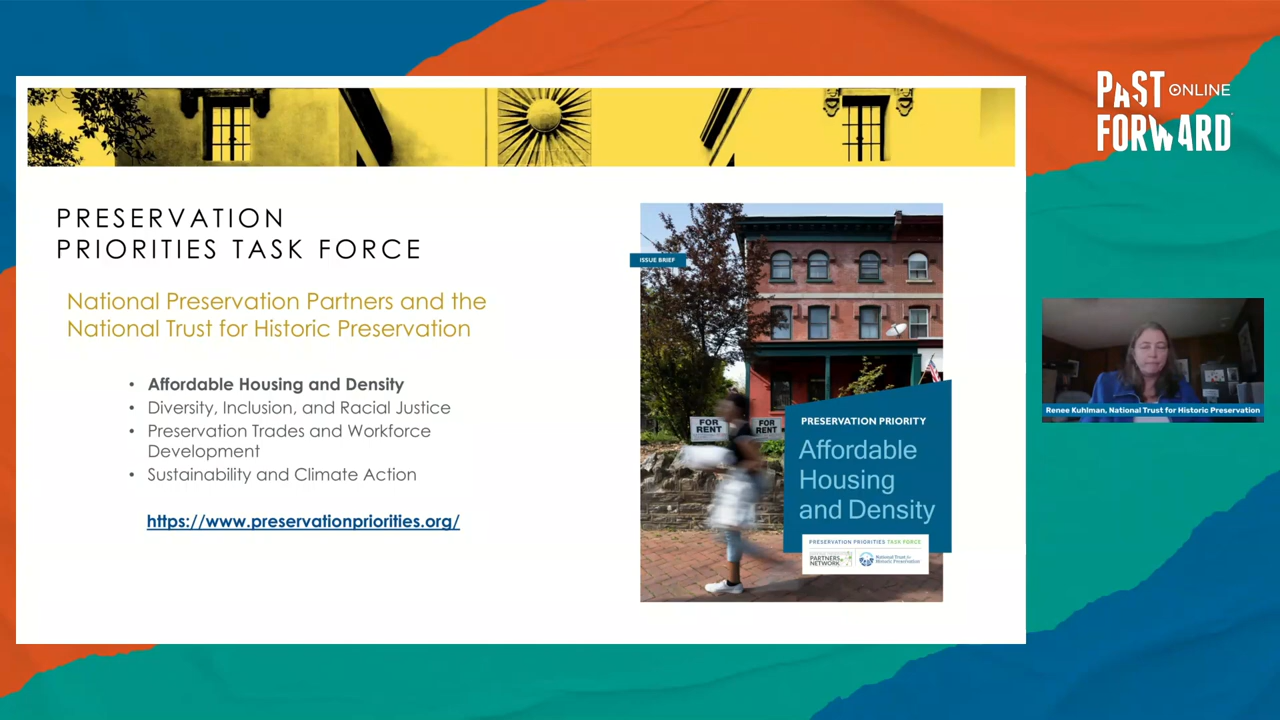 PAST ONLINE
FORWARD
PRESERVATION
PRIORITIES TASK FORCE
National Preservation Partners and the
National Trust for Historic Preservation
• Affordable Housing and Density
• Diversity, Inclusion, and Racial Justice
• Preservation Trades and Workforce
Development
• Sustainability and Climate Action
https://www.preservationpriorities.org/
ISSUE BRIEF
FOR
RENT
FOR
RENT
PRESERVATION PRIORITY
Affordable
Housing
and Density
PRESERVATION PRIORITIES TASK FORCE
PARTNERS
NETWORK
National Trust for
Historic Preservation
Renee Kuhlman, National Trust for Historic Preservation